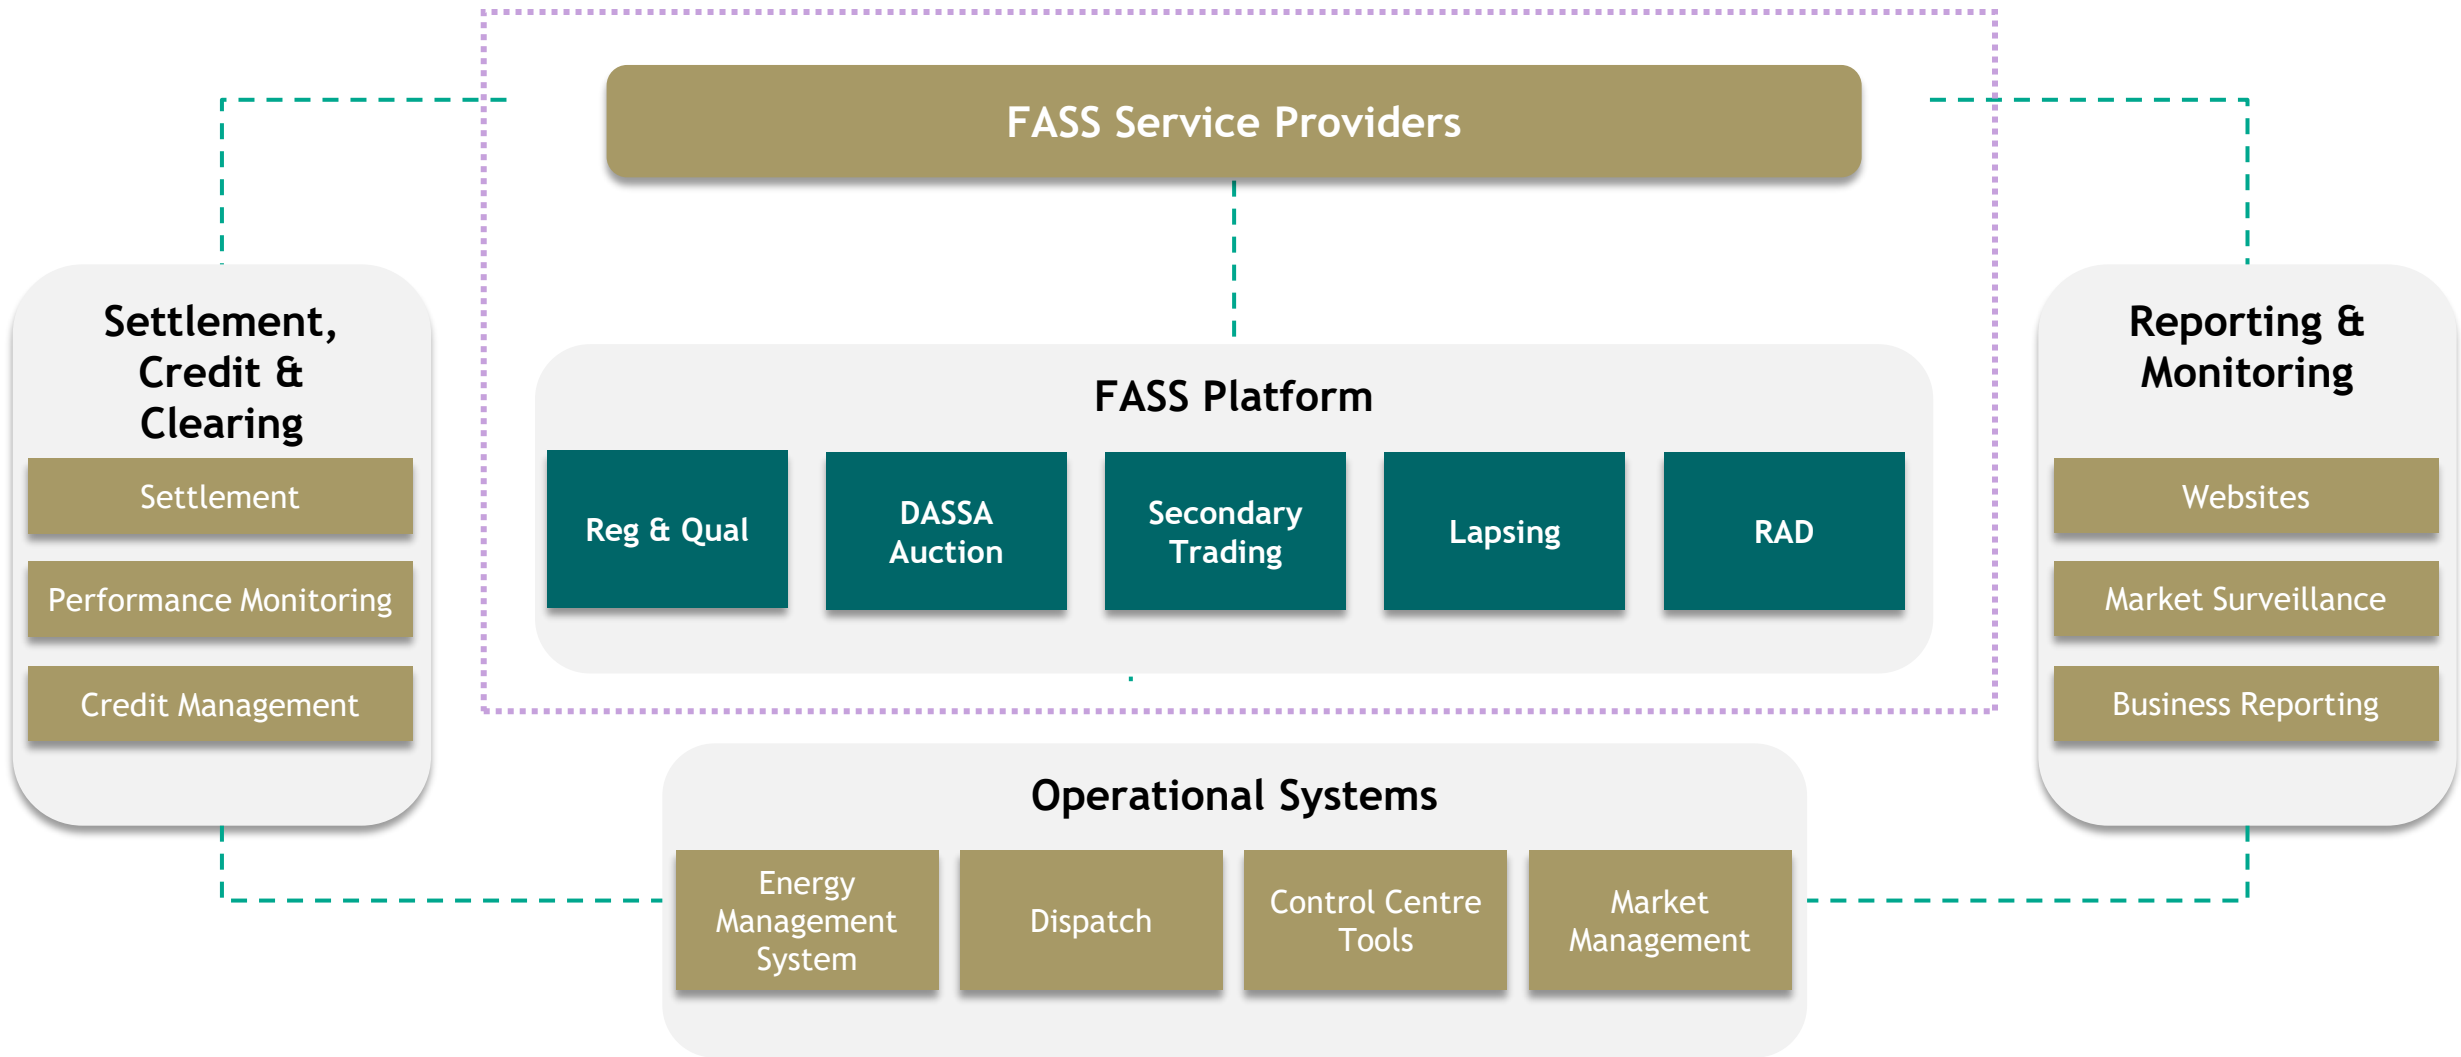 FASS Service Providers
Settlement,
Credit &
Clearing
Settlement
Performance Monitoring
Credit Management
FASS Platform
Reg & Qual
DASSA
Auction
Secondary
Trading
Lapsing
RAD
Reporting &
Monitoring
Websites
Market Surveillance
Business Reporting
Operational Systems
Energy
Management
System
Dispatch
Control Centre
Tools
Market
Management